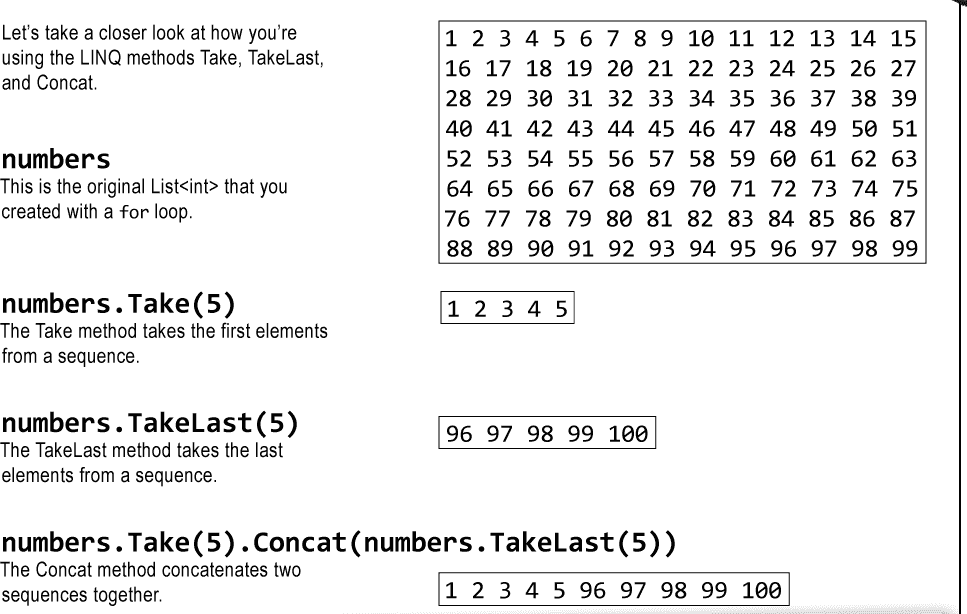 Let's take a closer look at how you're
using the LINQ methods Take, TakeLast,
and Concat.
numbers
This is the original List<int> that you
created with a for loop.
1 2 3 4 5 6 7 8 9 10 11 12 13 14 15
16 17 18 19 20 21 22 23 24 25 26 27
28 29 30 31 32 33 34 35 36 37 38 39
40 41 42 43 44 45 46 47 48 49 50 51
52 53 54 55 56 57 58 59 60 61 62 63
64 65 66 67 68 69 70 71 72 73 74 75
76 77 78 79 80 81 82 83 84 85 86 87
88 89 90 91 92 93 94 95 96 97 98 99
numbers.Take(5)
The Take method takes the first elements
from a sequence.
1 2 3 4 5
numbers.TakeLast(5)
The TakeLast method takes the last
elements from a sequence.
96 97 98 99 100
numbers.Take(5).Concat(numbers.TakeLast(5))
The Concat method concatenates two
sequences together.
1 2 3 4 5 96 97 98 99 100